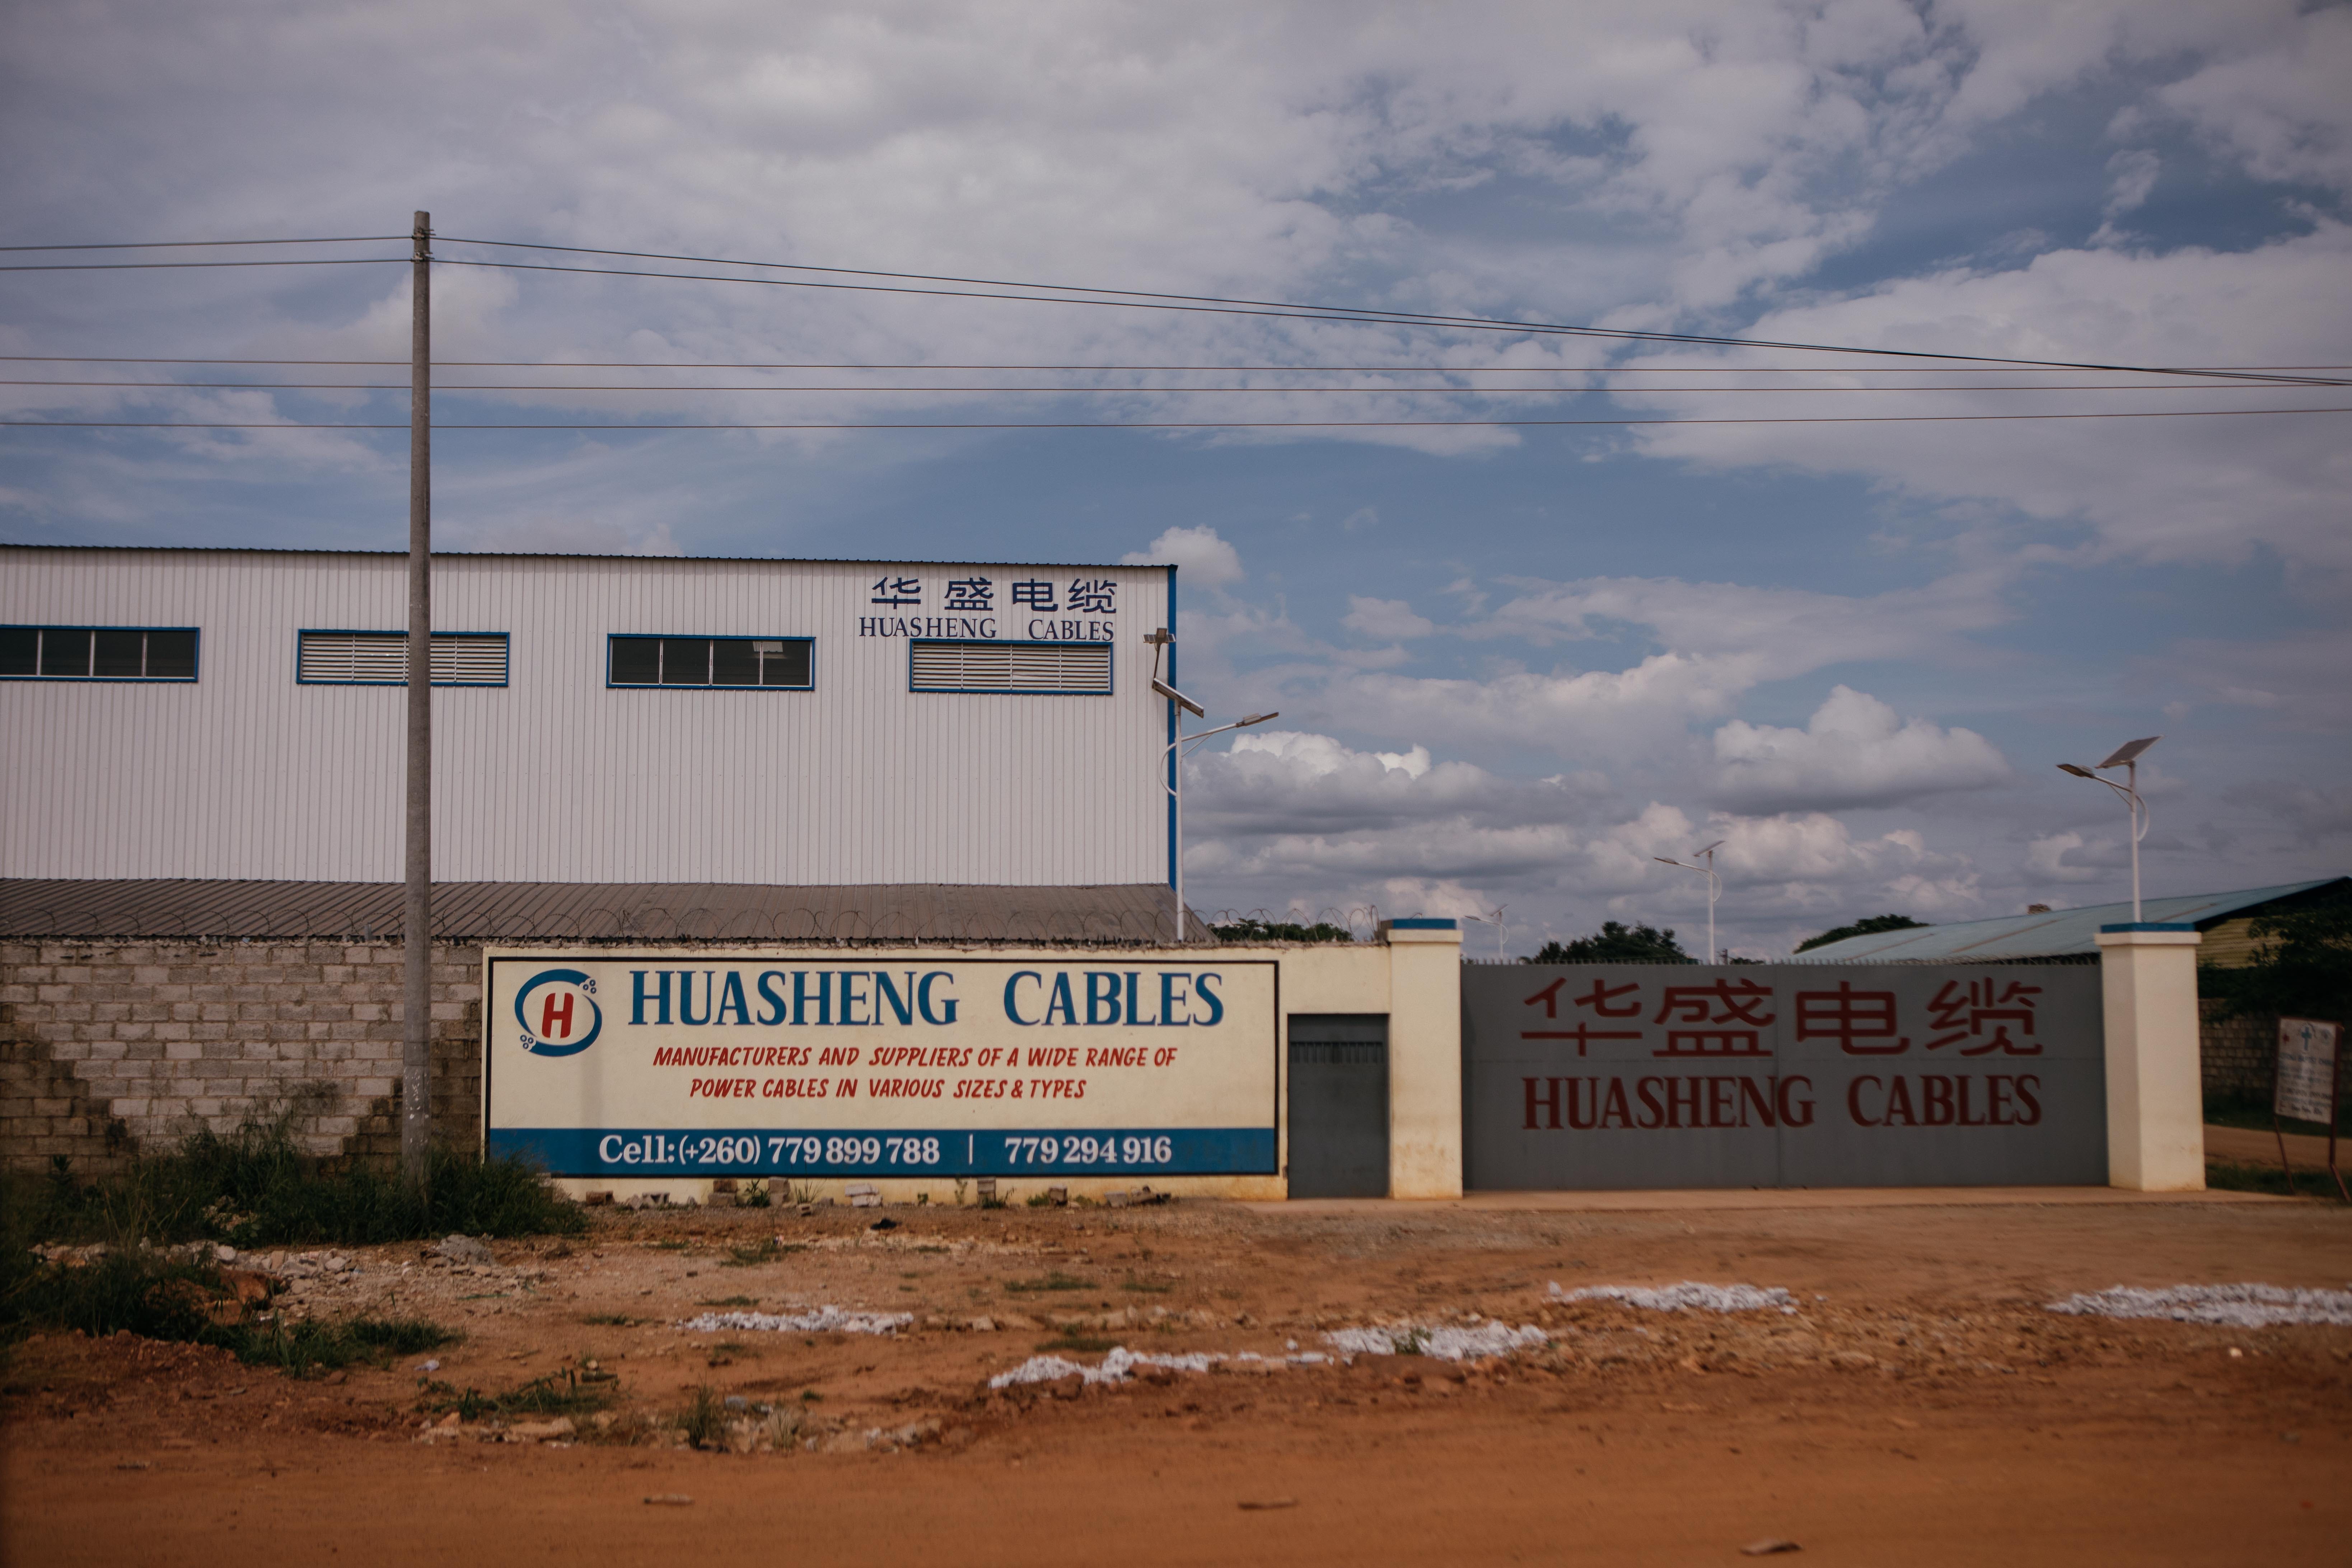 华盛电缆
HUASHENG CABLES
H
HUASHENG CABLES
MANUFACTURERS AND SUPPLIERS OF A WIDE RANGE OF
POWER CABLES IN VARIOUS SIZES & TYPES
Cell:(+260) 779 899 788 | 779 294 916
华盛电缆
HUASHENG CABLES